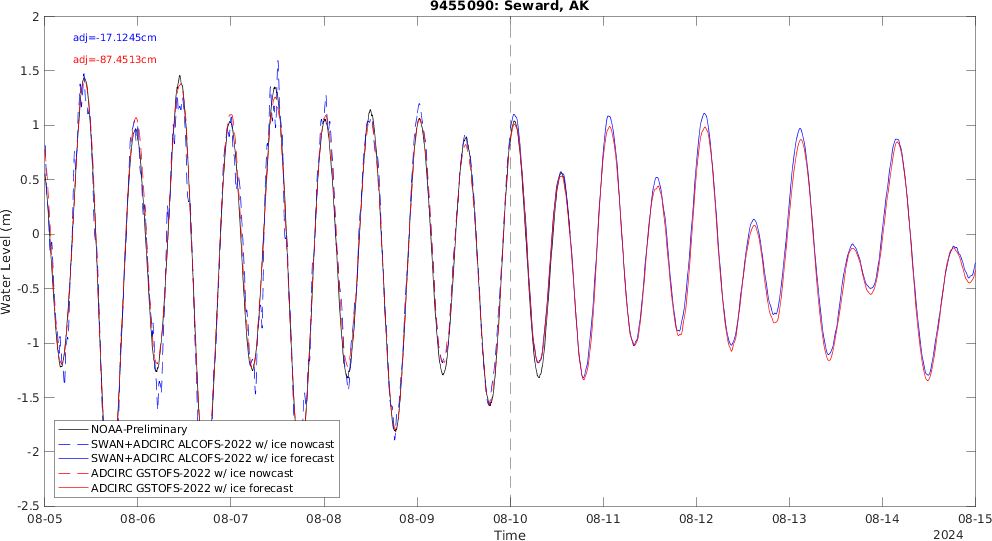 9455090: Seward, AK
adj=-17.1245cm
adj=-87.4513cm
Water Level (m)
2
1.5
1
0.5
0
-0.5
-1
-1.5
-2
-2.5
NOAA-Preliminary
SWAN+ADCIRC ALCOFS-2022 w/ ice nowcast
SWAN+ADCIRC ALCOFS-2022 w/ ice forecast
ADCIRC GSTOFS-2022 w/ ice nowcast
ADCIRC GSTOFS-2022 w/ ice forecast
08-05 08-06 08-07 08-08 08-09 08-10 08-11 08-12 08-13 08-14 08-15
Time
2024